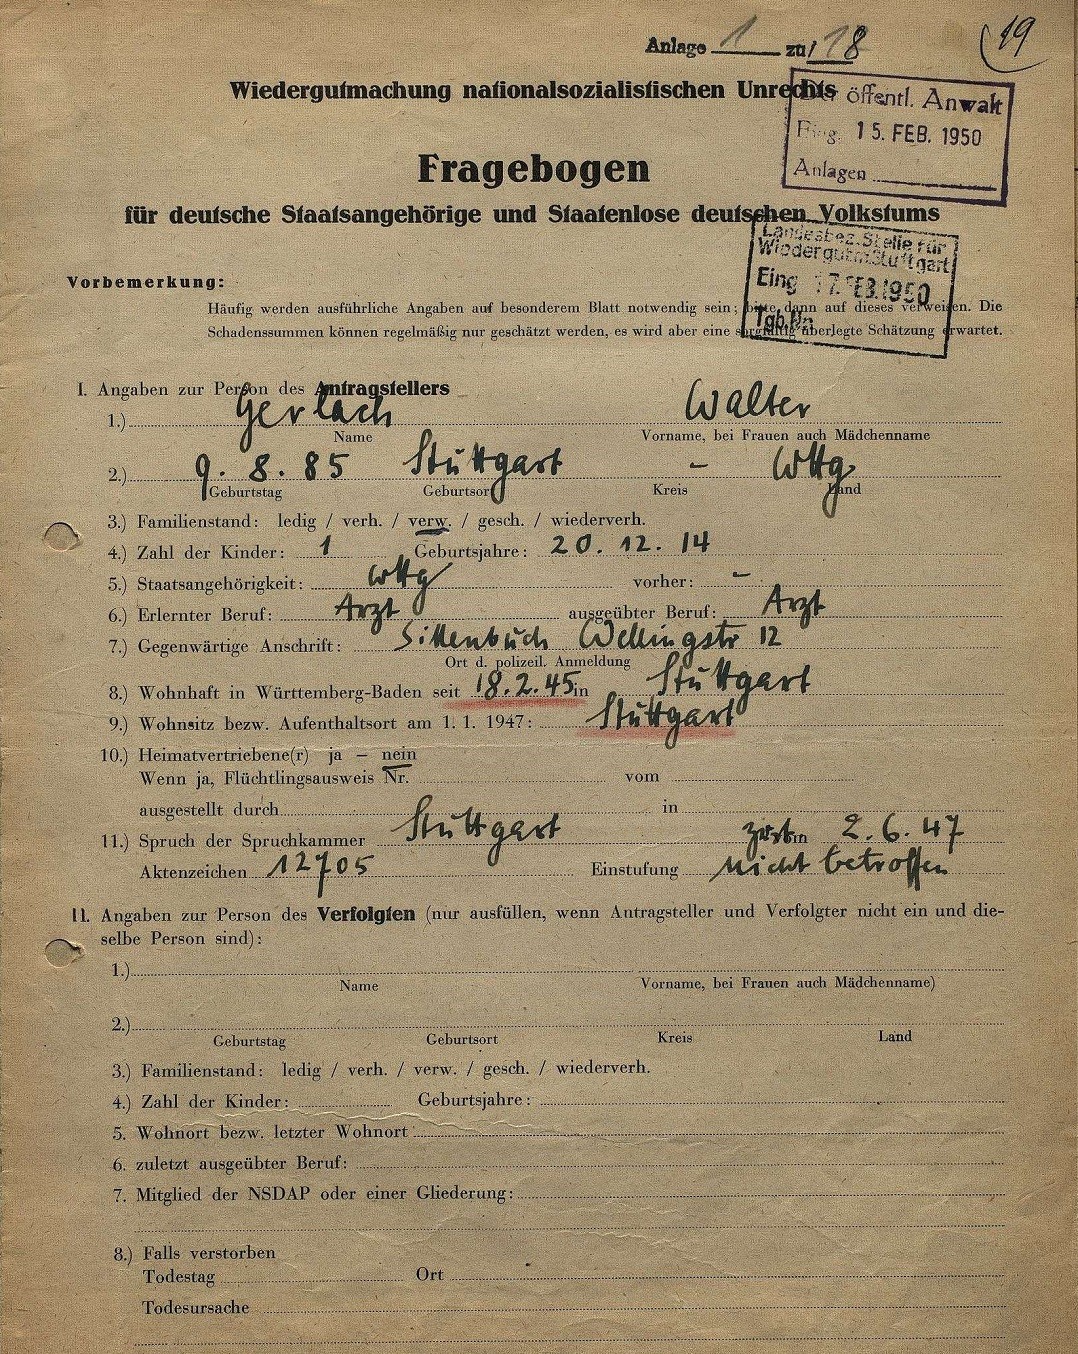 Anlage 1 zu 18
19
Wiedergutmachung nationalsozialistischen Unrechts
Der öffentl. Anwalt
Eing. 15. FEB. 1950
Anlagen
Fragebogen
für deutsche Staatsangehörige und Staatenlose deutschen Volkstums
Landesbez. Stelle für
Wiedergutm. Stuttgart
Eing 17. FEB. 1950
Tgb. Nr.
Vorbemerkung:
Häufig werden ausführliche Angaben auf besonderem Blatt notwendig sein; bitte dann auf dieses verweisen. Die
Schadenssummen können regelmäßig nur geschätzt werden, es wird aber eine sorgfältig überlegte Schätzung erwartet.
I. Angaben zur Person des Antragstellers
1.) Gerlach Walter
Name Vorname, bei Frauen auch Mädchenname
2.) 9. 8. 85 Stuttgart - Wttg
Geburtstag Geburtsort Kreis Land
3.) Familienstand: ledig / verh. / verw. / gesch. / wiederverh.
4.) Zahl der Kinder: 1 Geburtsjahre: 20. 12. 14
5.) Staatsangehörigkeit: Wttg vorher: -
6.) Erlernter Beruf: Arzt ausgeübter Beruf: Arzt
7.) Gegenwärtige Anschrift: Sillenbuch 12
Ort d. polizeil. Anmeldung
8.) Wohnhaft in Württemberg-Baden seit 18.2.45 in Stuttgart
9.) Wohnsitz bezw. Aufenthaltsort am 1. 1. 1947: Stuttgart
10.) Heimatvertriebene(r) ja – nein
Wenn ja, Flüchtlingsausweis Nr. vom
ausgestellt durch in
11.) Spruch der Spruchkammer Stuttgart 2. 6. 47
Aktenzeichen 12705 Einstufung nicht betroffen
II. Angaben zur Person des Verfolgten (nur ausfüllen, wenn Antragsteller und Verfolgter nicht ein und die-
selbe Person sind):
1.)
Name Vorname, bei Frauen auch Mädchenname)
2.)
Geburtstag Geburtsort Kreis Land
3.) Familienstand: ledig / verh. / verw. / gesch. / wiederverh.
4.) Zahl der Kinder: Geburtsjahre:
5. Wohnort bezw. letzter Wohnort
6. zuletzt ausgeübter Beruf:
7. Mitglied der NSDAP oder einer Gliederung:
8.) Falls verstorben
Todestag Ort
Todesursache